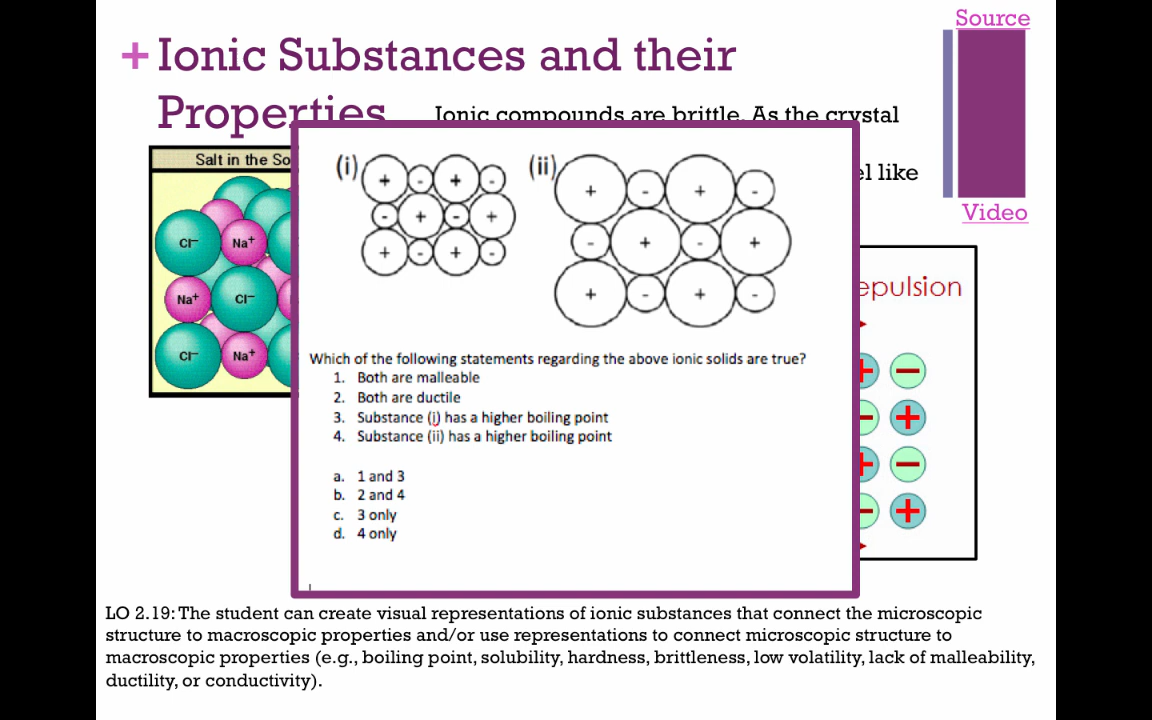 Source
+ Ionic Substances and their
Properties
Ionic compounds are brittle. As the crystal
like
Video
Salt in the So
Cl⁻ Na⁺
Na⁺ Cl⁻
Cl⁻ Na⁺
(i)
+ - + -
- + - +
+ - + -
(ii)
+ - + -
- + - +
+ - + -
epulsion
+ −
− +
+ −
− +
Which of the following statements regarding the above ionic solids are true?
1. Both are malleable
2. Both are ductile
3. Substance (i) has a higher boiling point
4. Substance (ii) has a higher boiling point
a. 1 and 3
b. 2 and 4
c. 3 only
d. 4 only
LO 2.19: The student can create visual representations of ionic substances that connect the microscopic
structure to macroscopic properties and/or use representations to connect microscopic structure to
macroscopic properties (e.g., boiling point, solubility, hardness, brittleness, low volatility, lack of malleability,
ductility, or conductivity).